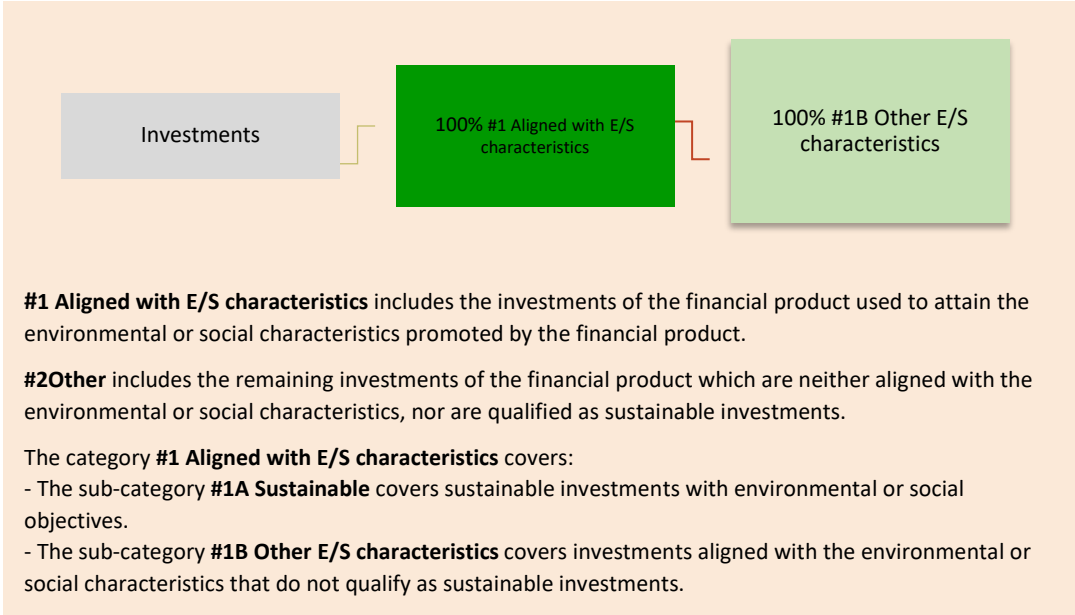 Investments
100% #1 Aligned with E/S
characteristics
100% #1B Other E/S
characteristics
#1 Aligned with E/S characteristics includes the investments of the financial product used to attain the
environmental or social characteristics promoted by the financial product.
#2Other includes the remaining investments of the financial product which are neither aligned with the
environmental or social characteristics, nor are qualified as sustainable investments.
The category #1 Aligned with E/S characteristics covers:
- The sub-category #1A Sustainable covers sustainable investments with environmental or social
objectives.
- The sub-category #1B Other E/S characteristics covers investments aligned with the environmental or
social characteristics that do not qualify as sustainable investments.